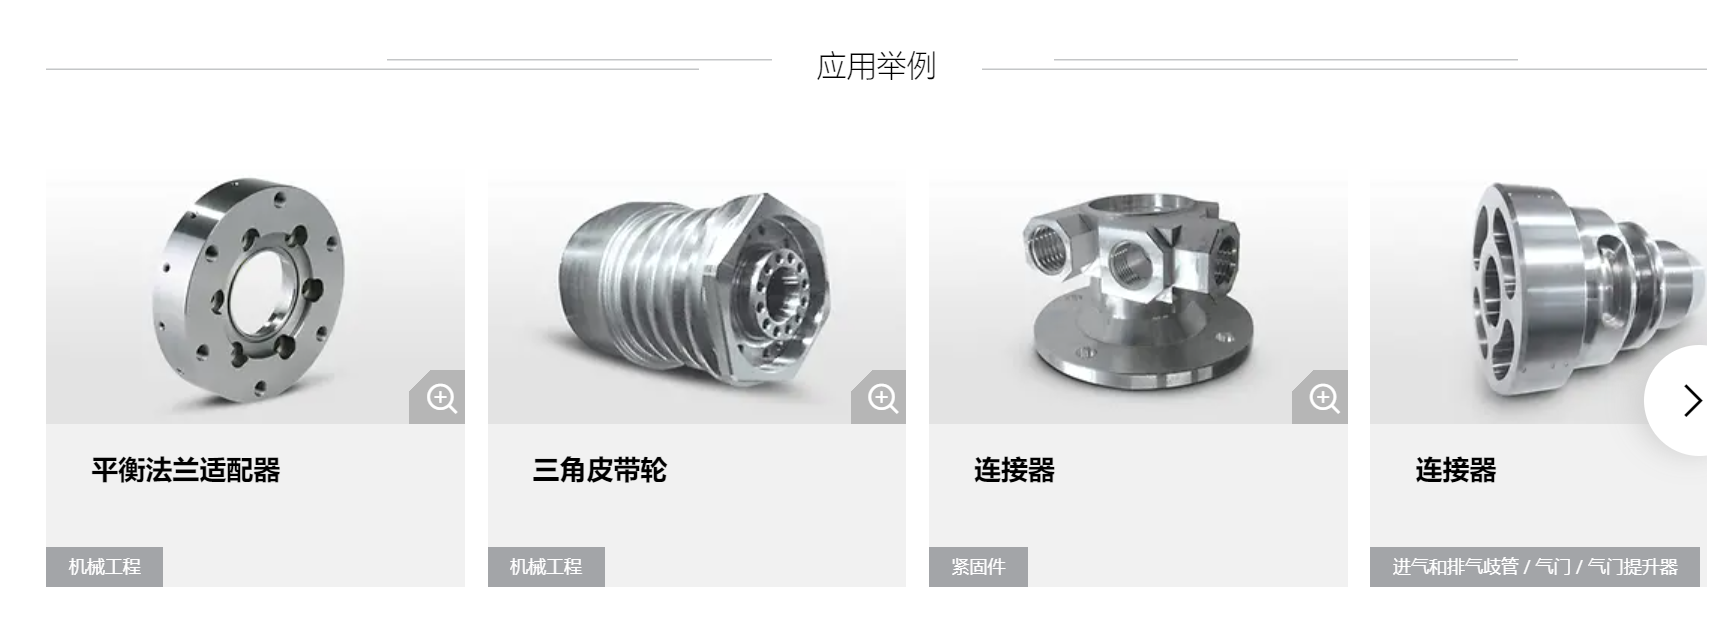 应用举例
平衡法兰适配器
机械工程
三角皮带轮
机械工程
连接器
紧固件
连接器
进气和排气歧管 / 气门 / 气门提升器